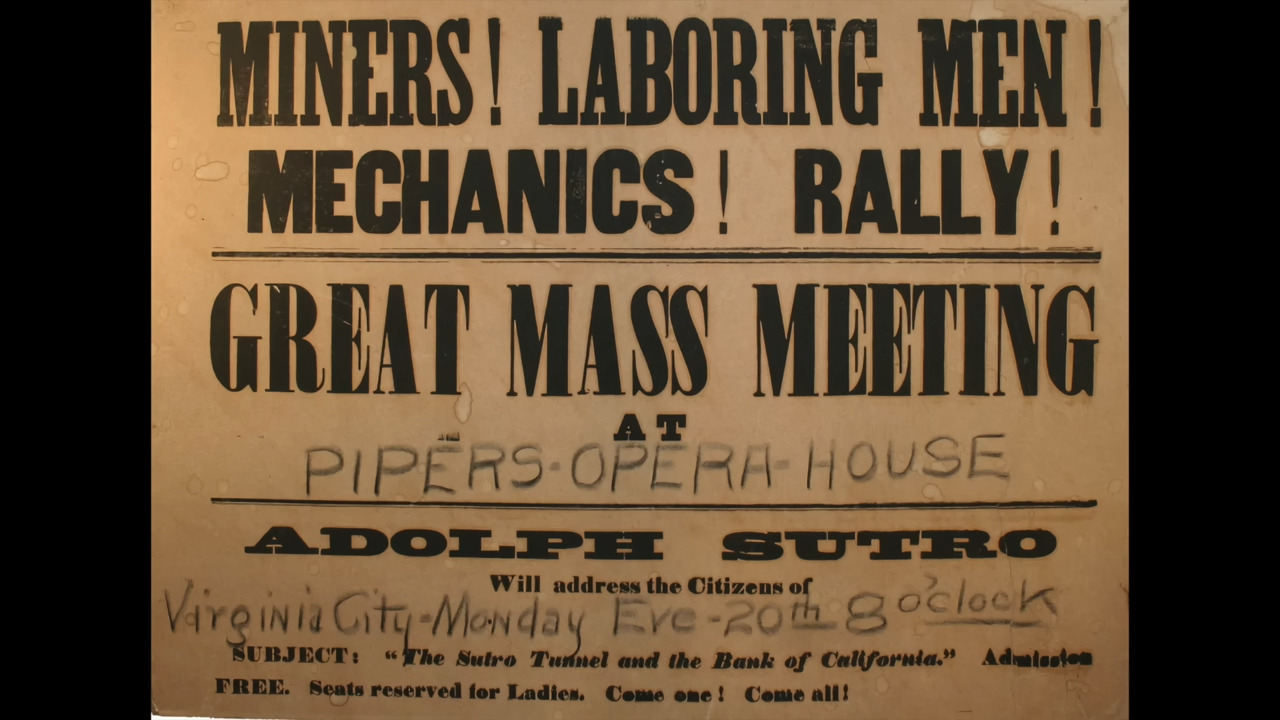 MINERS! LABORING MEN!
MECHANICS! RALLY!
GREAT MASS MEETING
AT
PIPERS-OPERA-HOUSE
ADOLPH SUTRO
Will address the Citizens of
Virginia City-Monday Eve-20th 8 o'clock
SUBJECT: "The Sutro Tunnel and the Bank of California." Admission
FREE. Seats reserved for Ladies. Come one! Come all!